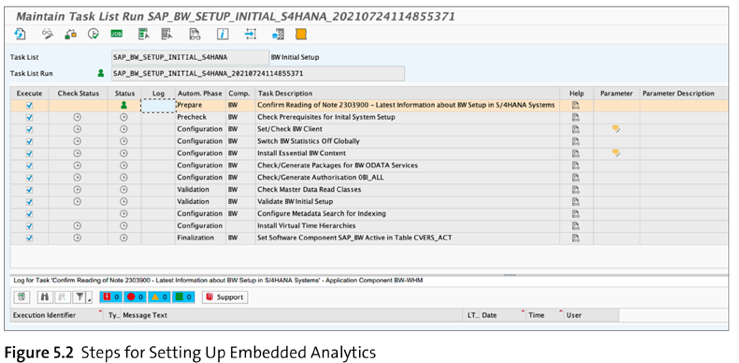 Maintain Task List Run SAP_BW_SETUP_INITIAL_S4HANA_20210724114855371
Task List SAP_BW_SETUP_INITIAL_S4HANA BW Initial Setup
Task List Run SAP_BW_SETUP_INITIAL_S4HANA_20210724114855371
Execute Check Status Status Log Autom. Phase Comp. Task Description Help Parameter Parameter Description
Prepare BW Confirm Reading of Note 2303900 - Latest Information about BW Setup in S/4HANA Systems
Precheck BW Check Prerequisites for Inital System Setup
Configuration BW Set/Check BW Client
Configuration BW Switch BW Statistics Off Globally
Configuration BW Install Essential BW Content
Configuration BW Check/Generate Packages for BW ODATA Services
Configuration BW Check/Generate Authorisation 0BI_ALL
Validation BW Check Master Data Read Classes
Validation BW Validate BW Initial Setup
Configuration BW Configure Metadata Search for Indexing
Configuration Install Virtual Time Hierarchies
Finalization BW Set Software Component SAP_BW Active in Table CVERS_ACT
Log for Task 'Confirm Reading of Note 2303900 - Latest Information about BW Setup in S/4HANA Systems' - Application Component BW-WHM
0 0 0 0 Support
Execution Identifier Ty.. Message Text LT.. Date Time User
Figure 5.2 Steps for Setting Up Embedded Analytics